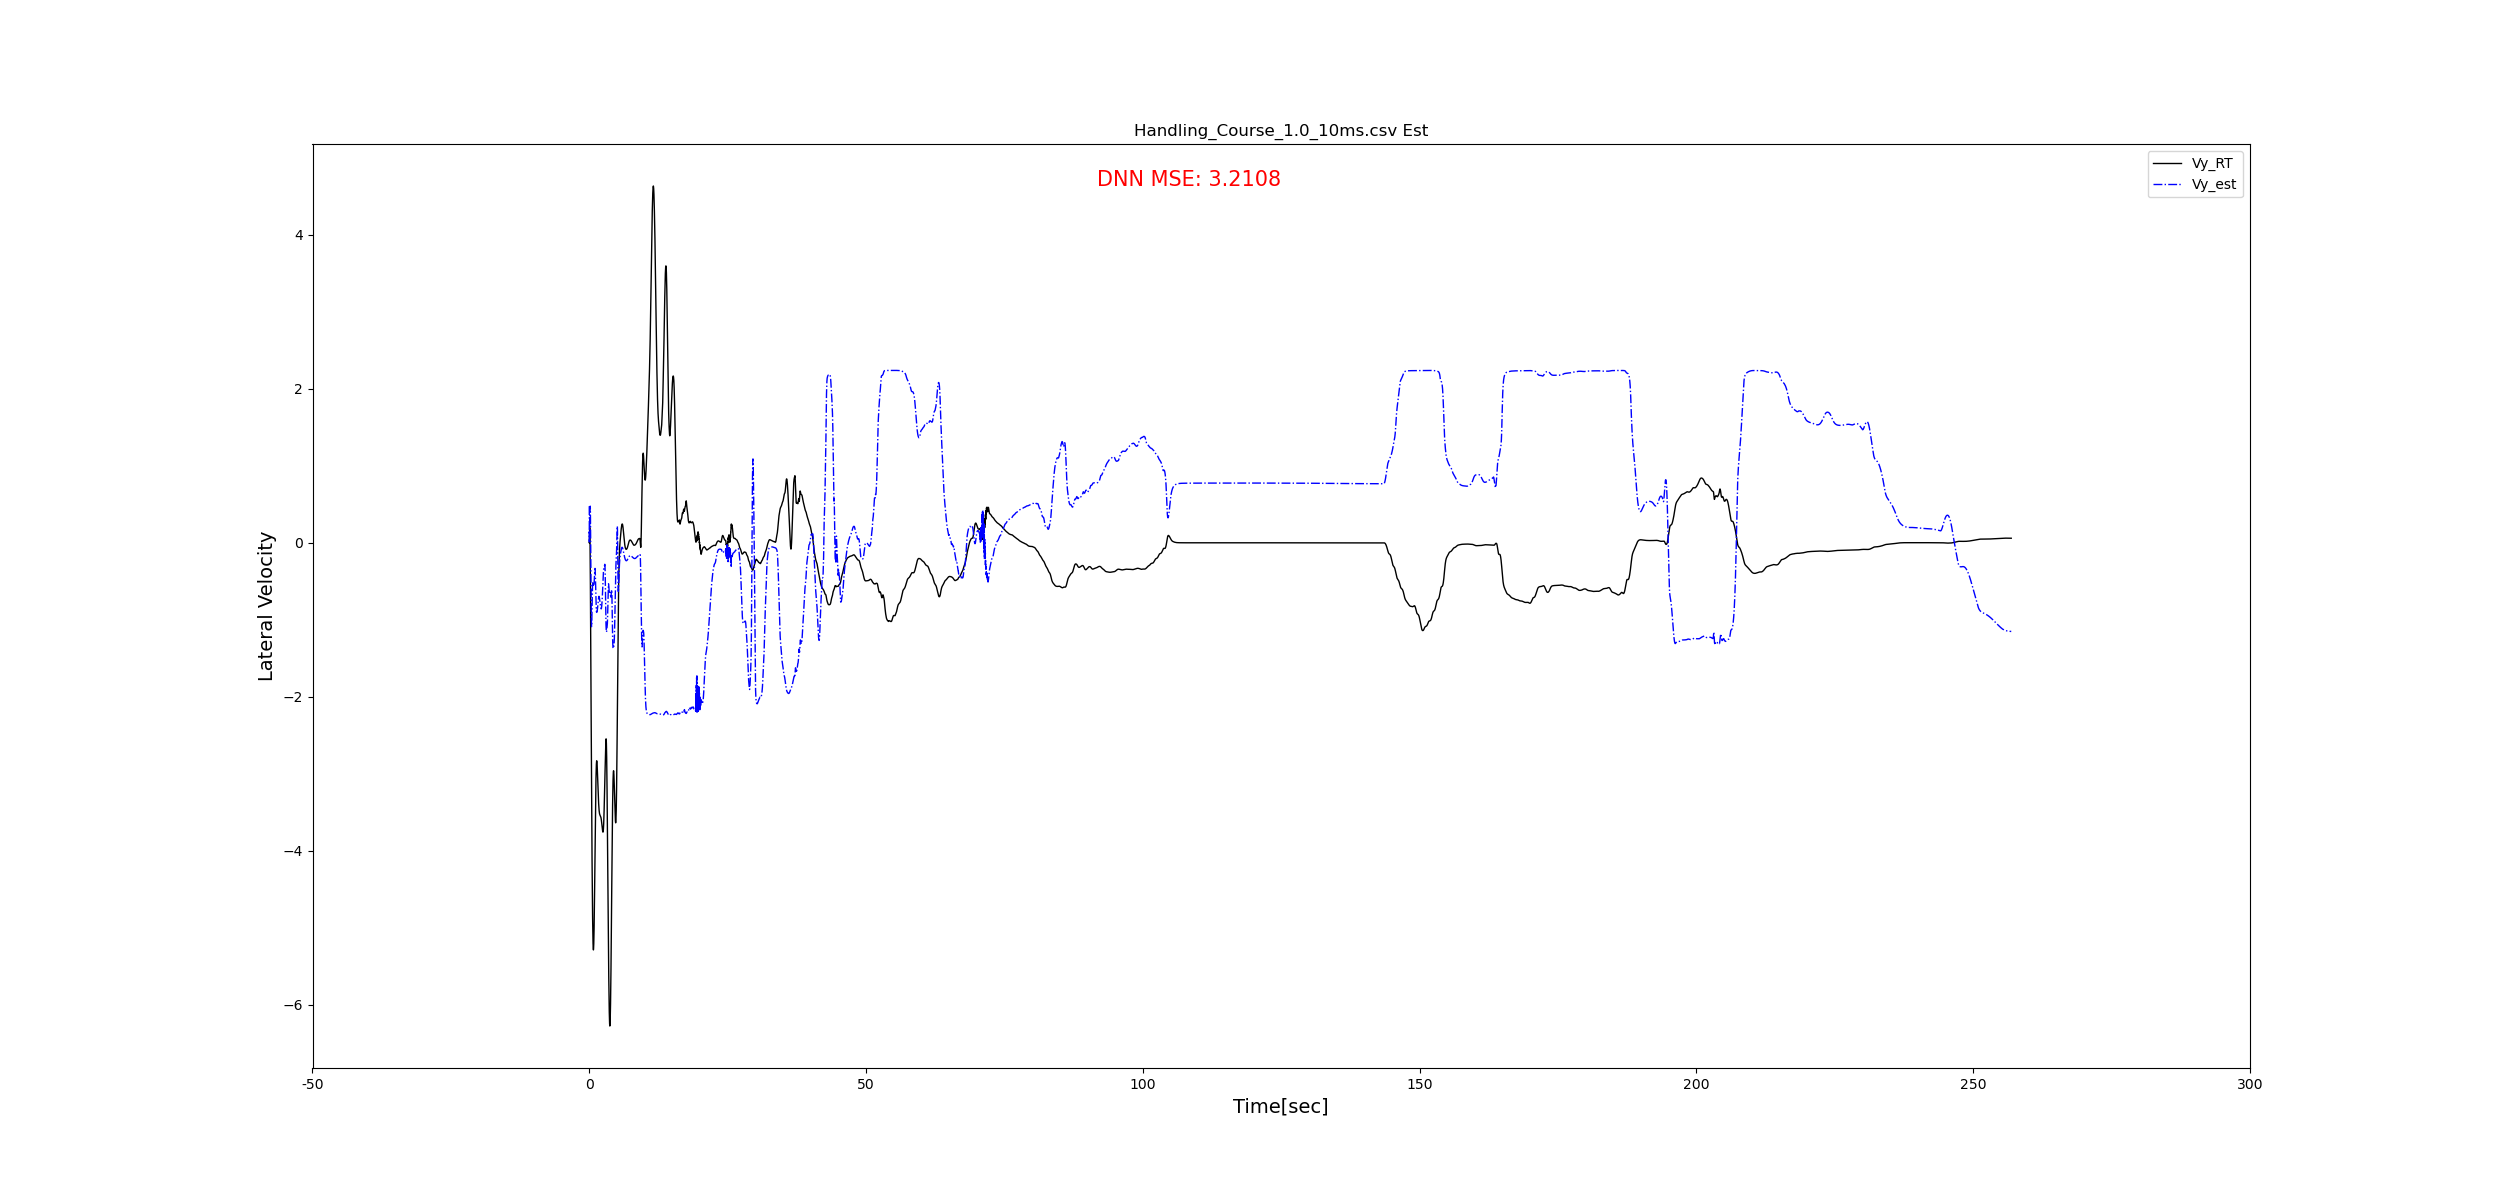 Handling_Course_1.0_10ms.csv Est
DNN MSE: 3.2108
Vy_RT
Vy_est
Lateral Velocity
4
2
0
−2
−4
−6
-50
0
50
100
150
200
250
300
Time[sec]